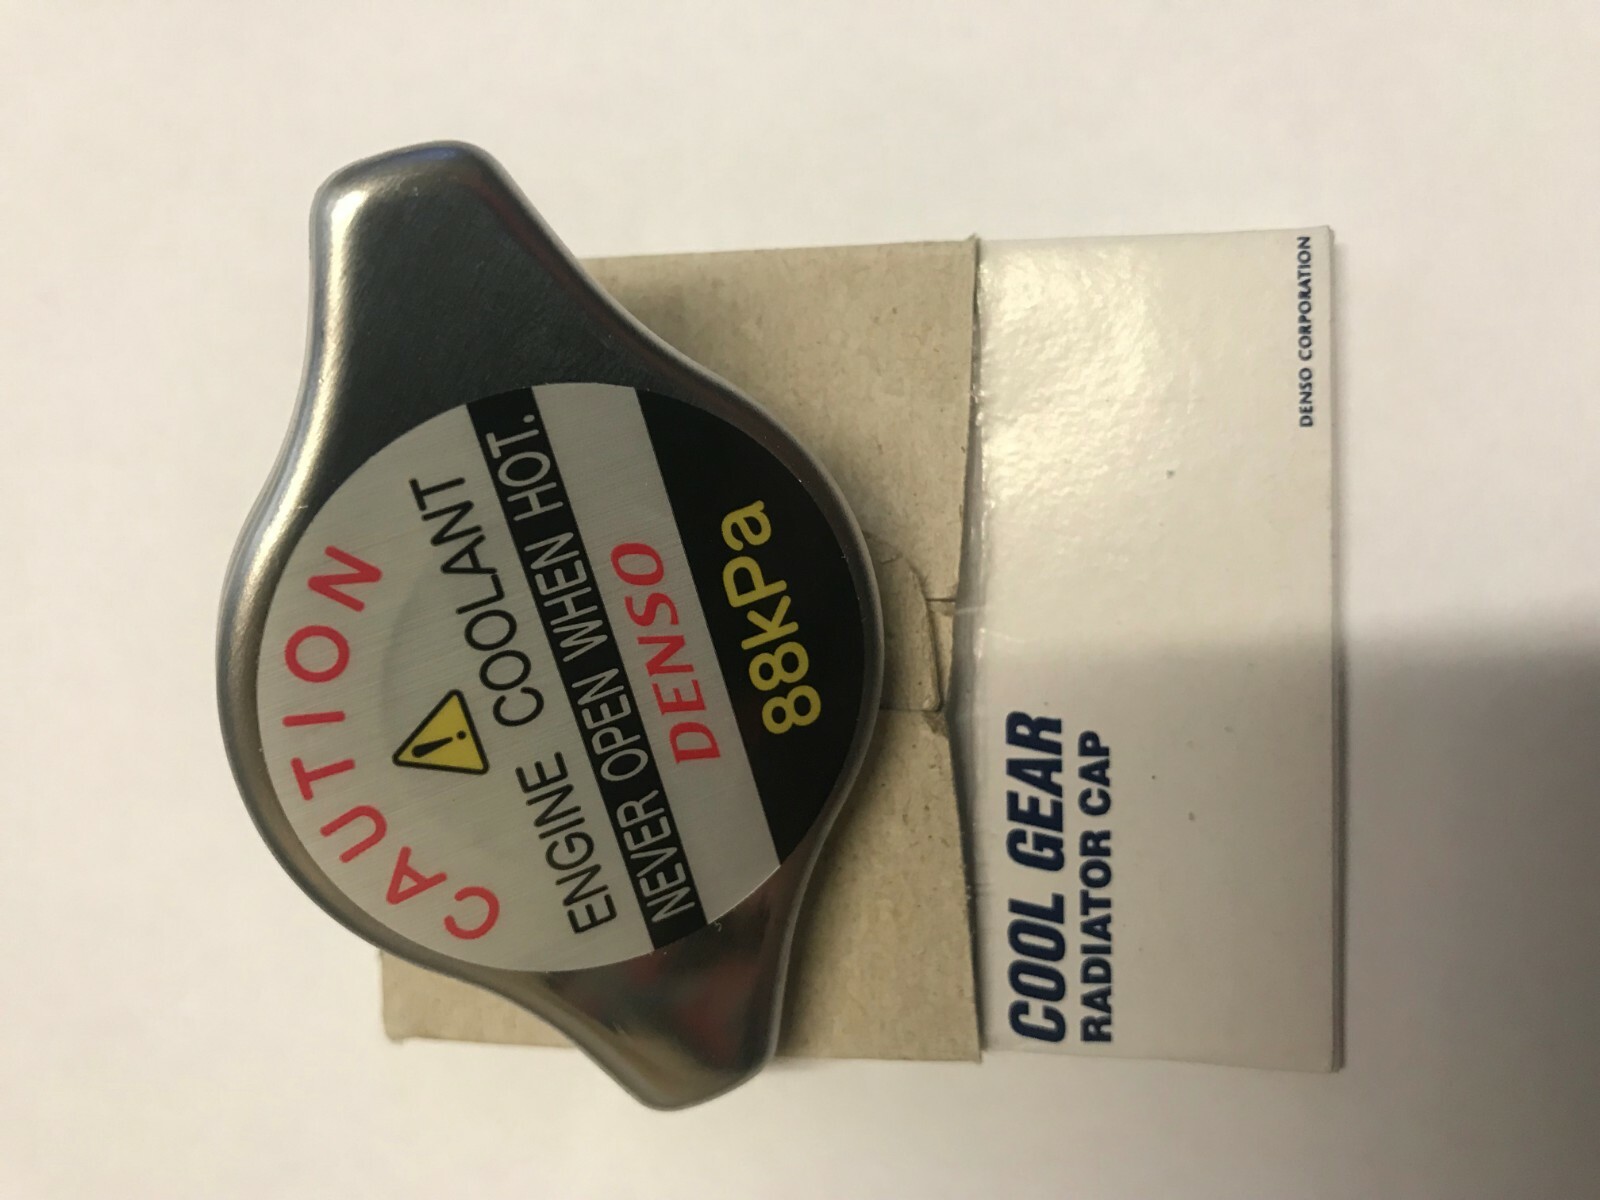 CAUTION
ENGINE COOLANT
NEVER OPEN WHEN HOT.
DENSO
88kPa
COOL GEAR
RADIATOR CAP
DENSO CORPORATION